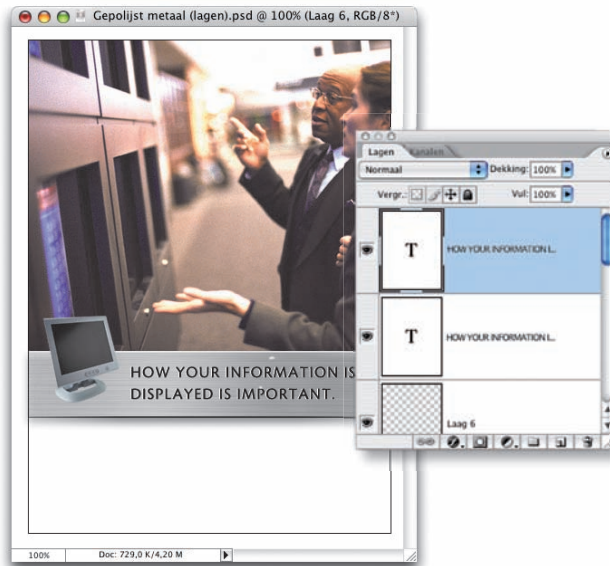 Gepolijst metaal (lagen).psd @ 100% (Laag 6, RGB/8*)
HOW YOUR INFORMATION IS
DISPLAYED IS IMPORTANT.
100% Doc: 729,0 K/4,20 M
Lagen Kanalen
Normaal Dekking: 100%
Vergr.: Vul: 100%
T HOW YOUR INFORMATION I...
T HOW YOUR INFORMATION I...
Laag 6